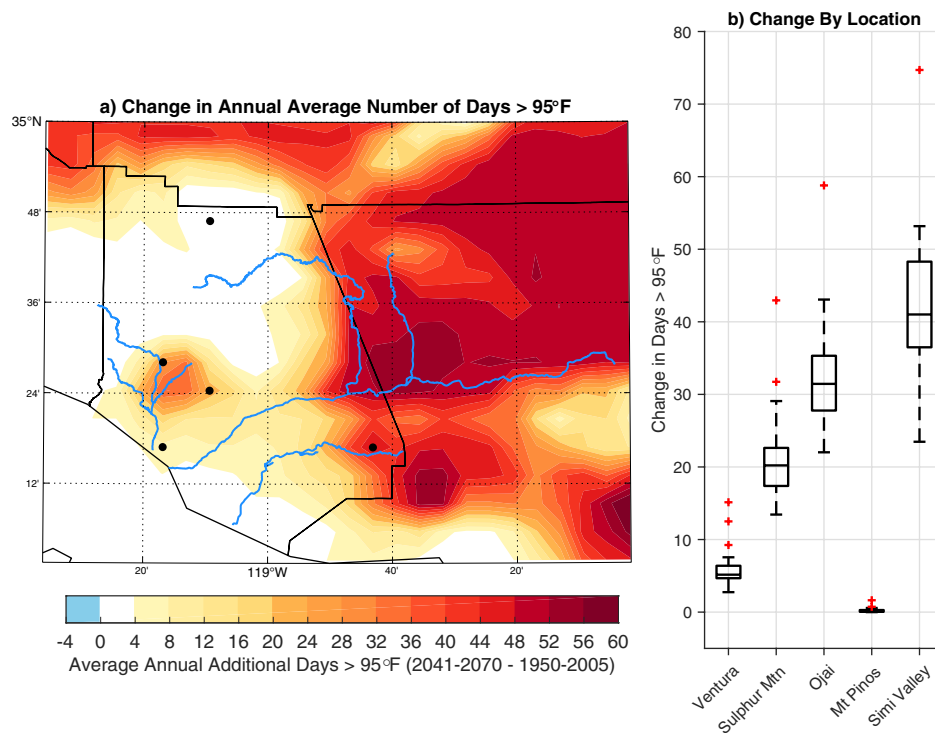 a) Change in Annual Average Number of Days > 95°F
35°N
48'
36'
24'
12'
20'
119°W
40'
20'
-4 0 4 8 12 16 20 24 28 32 36 40 44 48 52 56 60
Average Annual Additional Days > 95°F (2041-2070 - 1950-2005)
b) Change By Location
Change in Days > 95 °F
80
70
60
50
40
30
20
10
0
Ventura
Sulphur Mtn
Ojai
Mt Pinos
Simi Valley